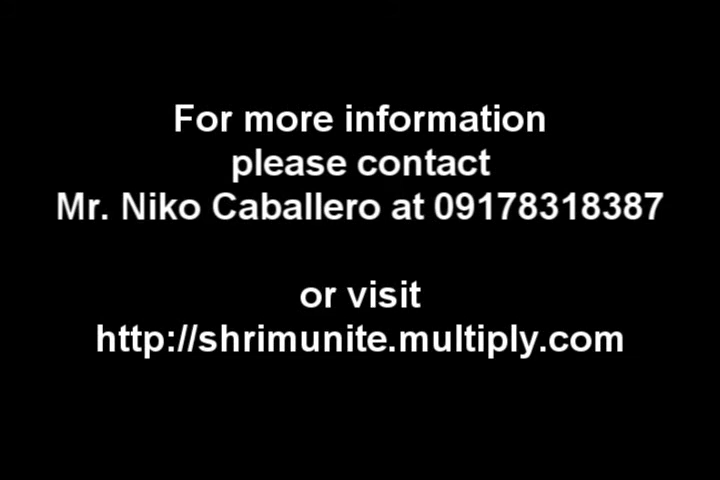 For more information
please contact
Mr. Niko Caballero at 09178318387
or visit
http://shrimunite.multiply.com